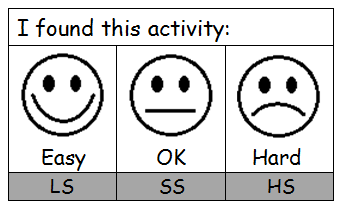 I found this activity:
Easy OK Hard
LS SS HS